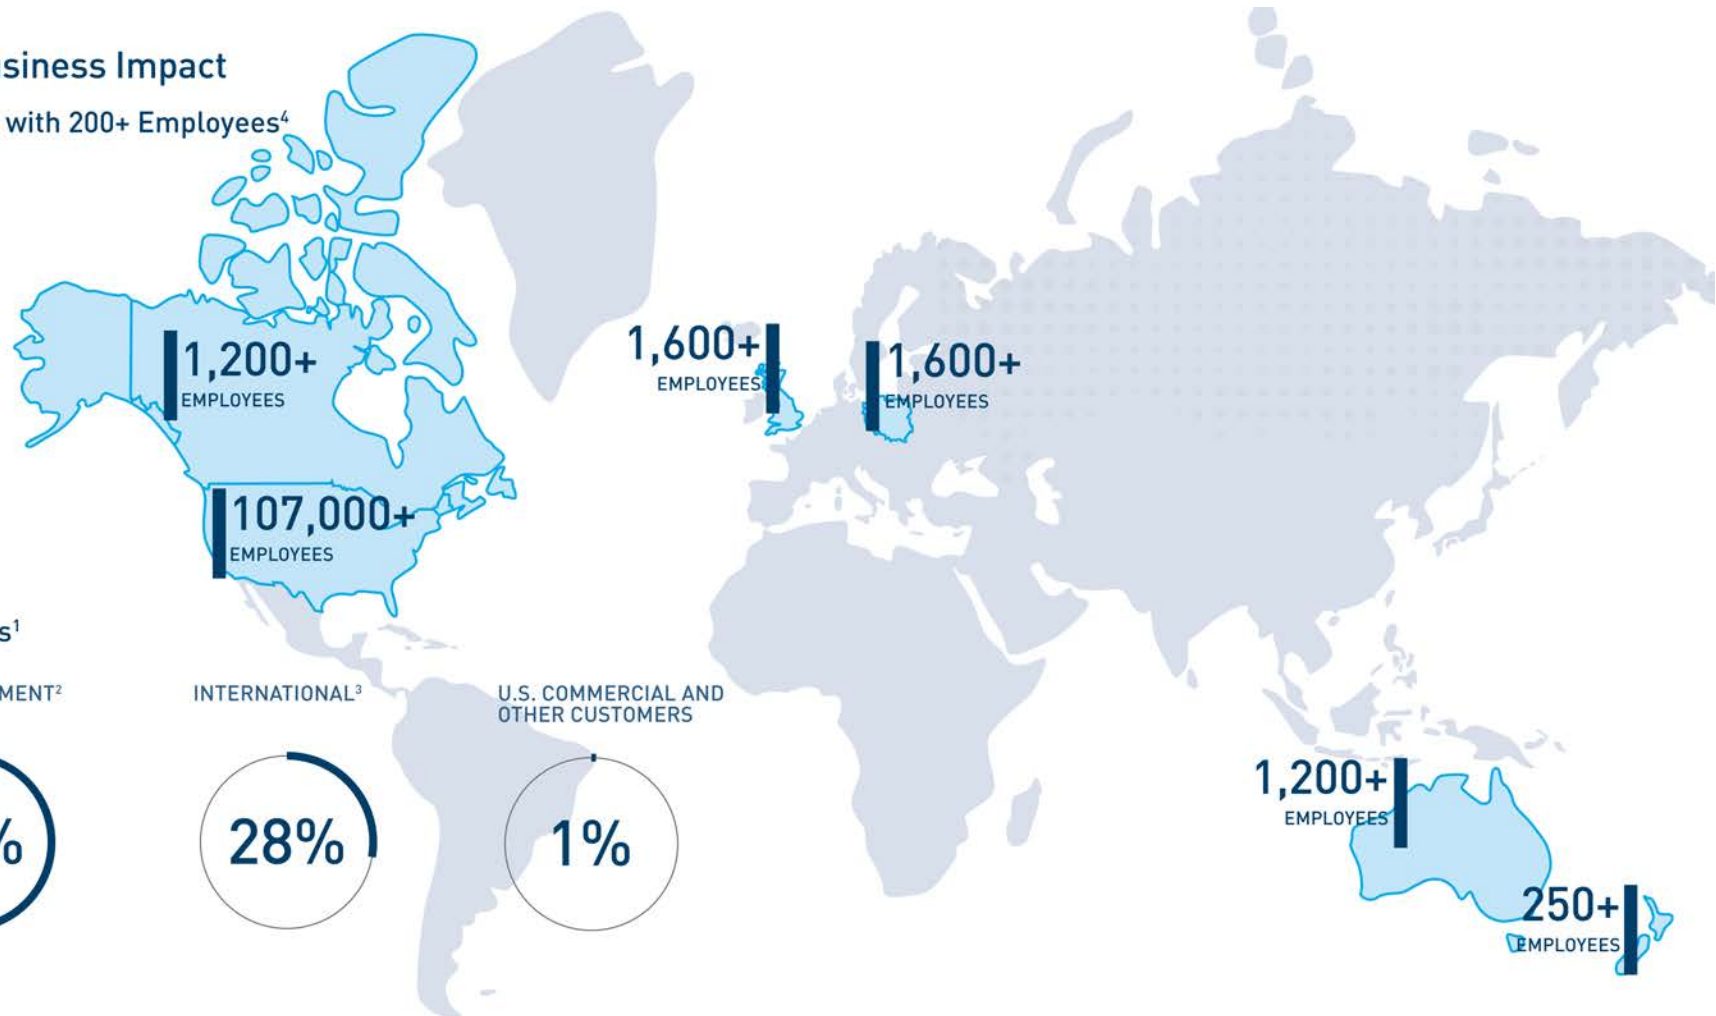 siness Impact
with 200+ Employees⁴
1,200+
EMPLOYEES
1,600+
EMPLOYEES
1,600+
EMPLOYEES
107,000+
EMPLOYEES
s¹
MENT²
INTERNATIONAL³
U.S. COMMERCIAL AND
OTHER CUSTOMERS
%
28%
1%
1,200+
EMPLOYEES
250+
EMPLOYEES